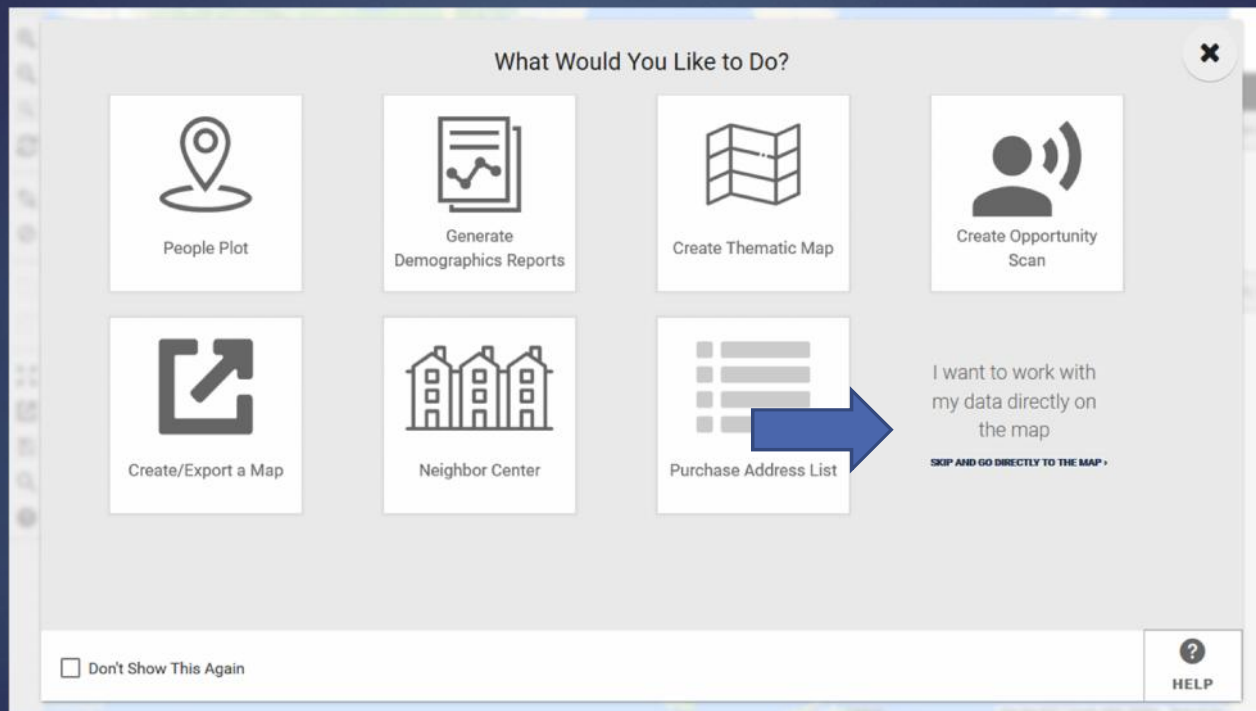 What Would You Like to Do?
People Plot
Generate
Demographics Reports
Create Thematic Map
Create Opportunity
Scan
Create/Export a Map
Neighbor Center
Purchase Address List
I want to work with
my data directly on
the map
SKIP AND GO DIRECTLY TO THE MAP ›
Don't Show This Again
HELP